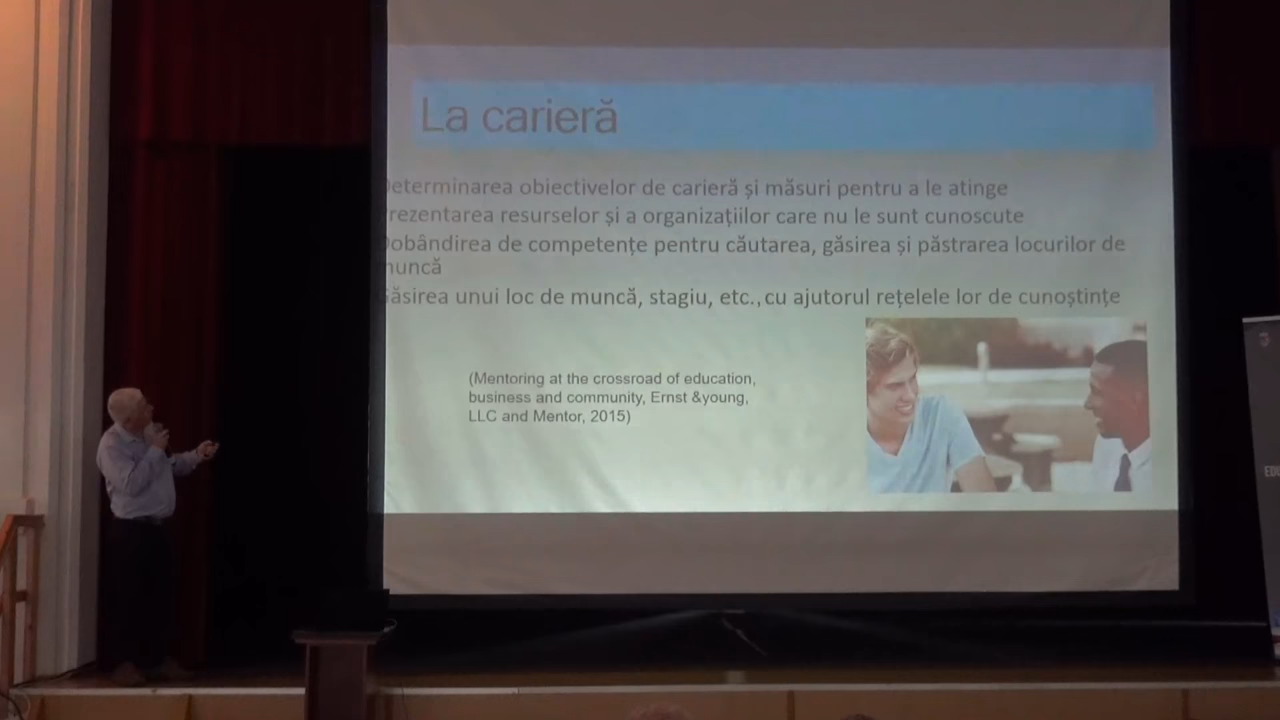 La carieră
eterminarea obiectivelor de carieră și măsuri pentru a le atinge
rezentarea resurselor și a organizațiilor care nu le sunt cunoscute
obândirea de competențe pentru căutarea, găsirea și păstrarea locurilor de
muncă
Găsirea unui loc de muncă, stagiu, etc., cu ajutorul rețelele lor de cunoștințe
(Mentoring at the crossroad of education,
business and community, Ernst &young,
LLC and Mentor, 2015)